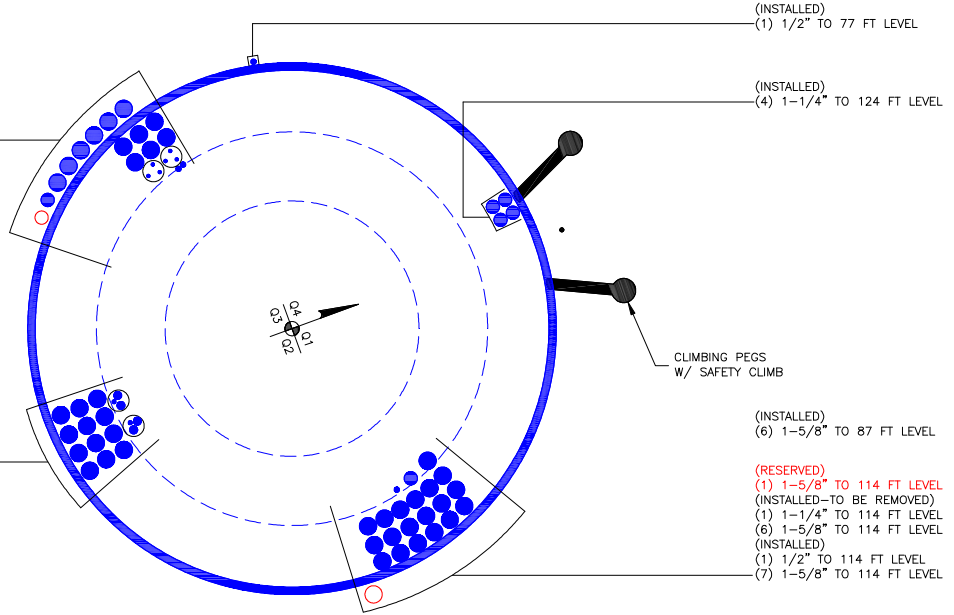 (INSTALLED)
(1) 1/2" TO 77 FT LEVEL
(INSTALLED)
(4) 1-1/4" TO 124 FT LEVEL
Q4
Q3
Q1
Q2
CLIMBING PEGS
W/ SAFETY CLIMB
(INSTALLED)
(6) 1-5/8" TO 87 FT LEVEL
(RESERVED)
(1) 1-5/8" TO 114 FT LEVEL
(INSTALLED-TO BE REMOVED)
(1) 1-1/4" TO 114 FT LEVEL
(6) 1-5/8" TO 114 FT LEVEL
(INSTALLED)
(1) 1/2" TO 114 FT LEVEL
(7) 1-5/8" TO 114 FT LEVEL